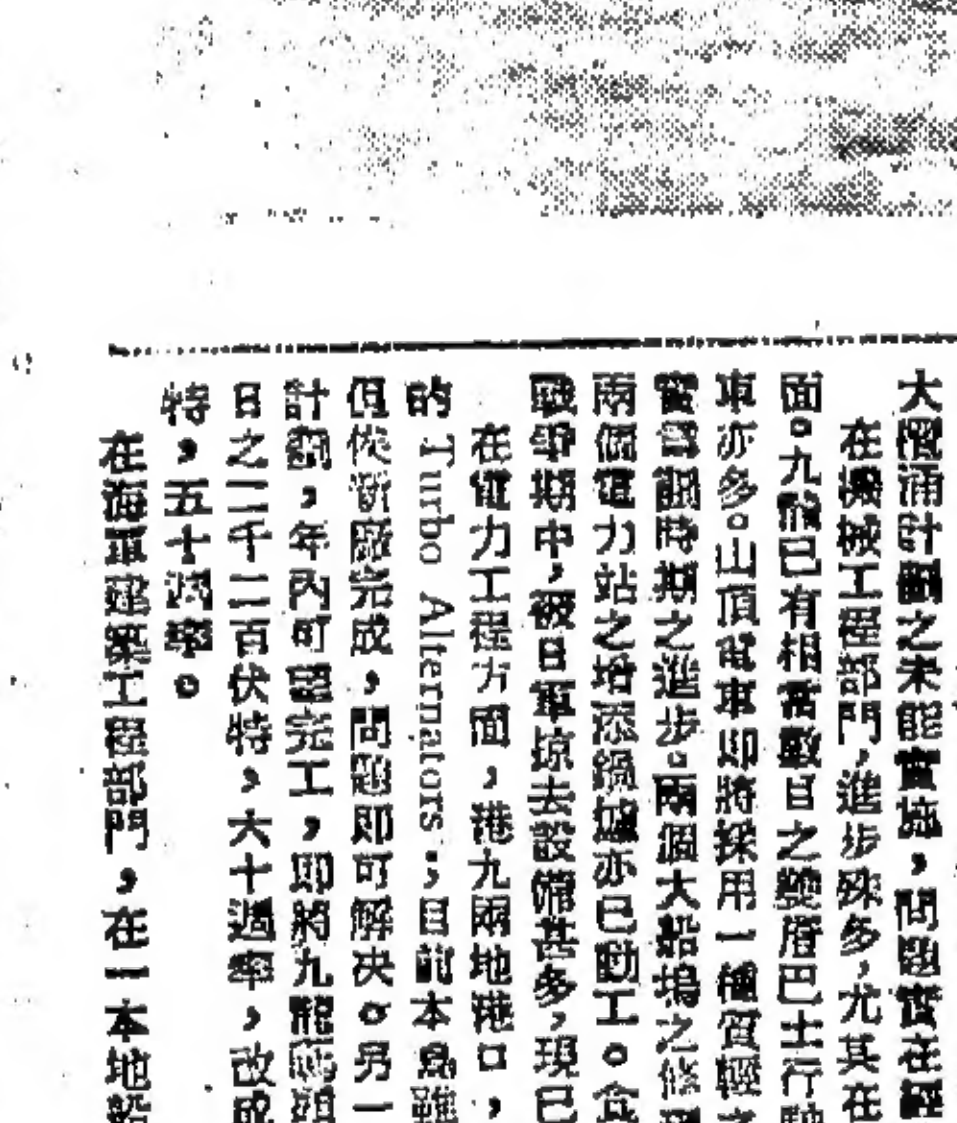 大欖涌計劃之未能實施，問題實在經
在機械工程部門，進步殊多，尤其在
面。九龍已有相當數目之雙層巴士行駛
車亦多。山頂電車即將採用一種質輕之
實爲調時期之進步。兩個大船塢之修理
兩個電力站之增添鍋爐亦已動工。
戰爭期中，被日軍掠去設備甚多，現已
在電力工程方面，港九兩地港口，
的 Turbo Alternators；目前本島雖
但俟新廠完成，問題即可解決。另一
計劃，年內可望完工，即將九龍
日之二千二百伏特，六十週率，改成
特，五十週率。
在海軍建築工程部門，在一本地船